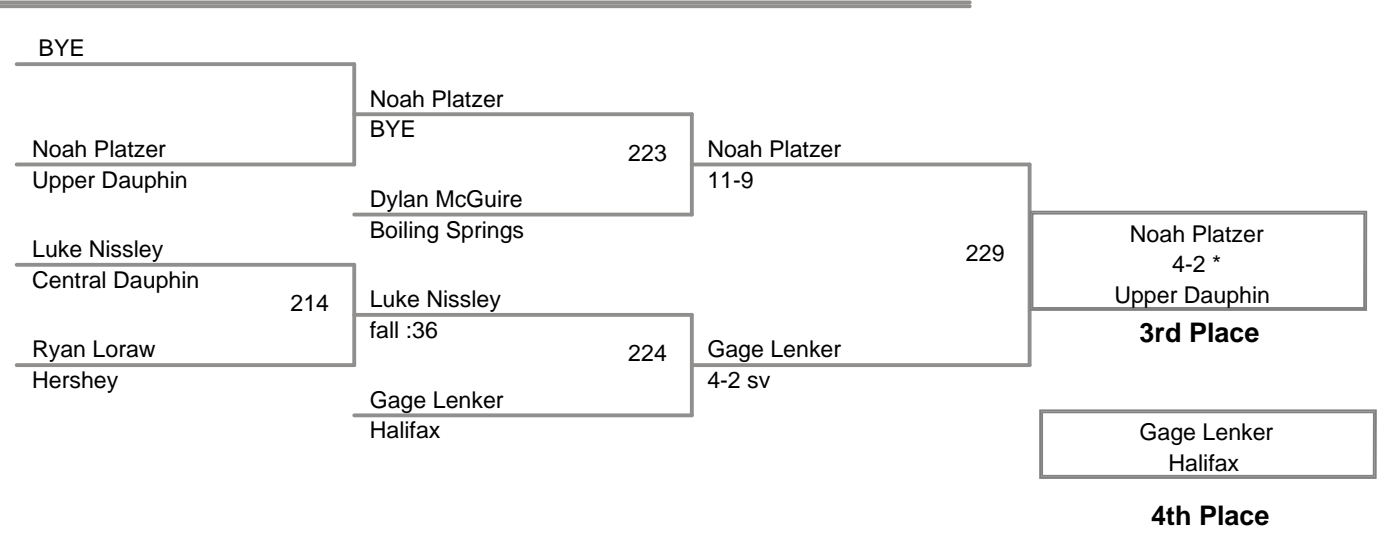 BYE
Noah Platzer
Upper Dauphin
Luke Nissley
Central Dauphin
214
Ryan Loraw
Hershey
Noah Platzer
BYE
223
Dylan McGuire
Boiling Springs
Luke Nissley
fall :36
224
Gage Lenker
Halifax
Noah Platzer
11-9
229
Gage Lenker
4-2 sv
Noah Platzer
4-2 *
Upper Dauphin
3rd Place
Gage Lenker
Halifax
4th Place